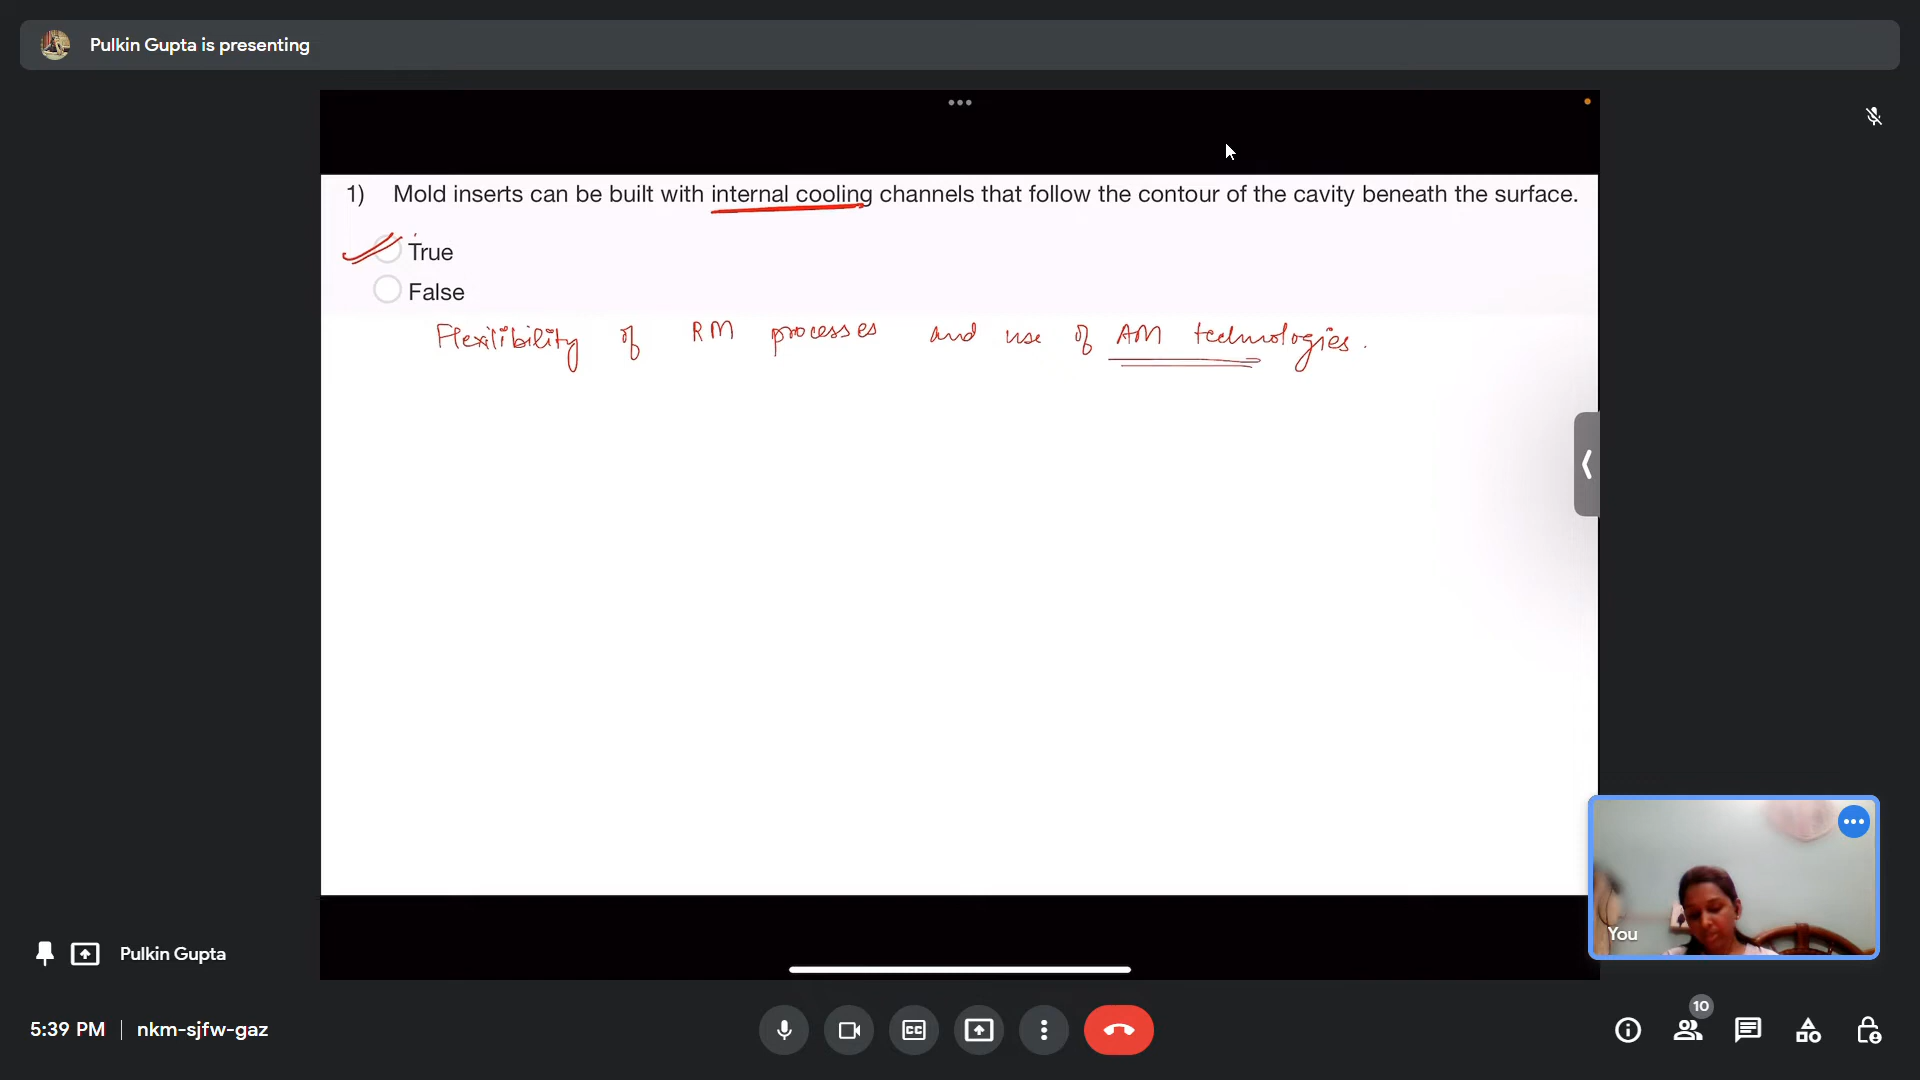 Pulkin Gupta is presenting
1) Mold inserts can be built with internal cooling channels that follow the contour of the cavity beneath the surface.
True
False
Flexilibility of RM processes and use of AM technologies.
You
Pulkin Gupta
5:39 PM | nkm-sjfw-gaz
CC
10